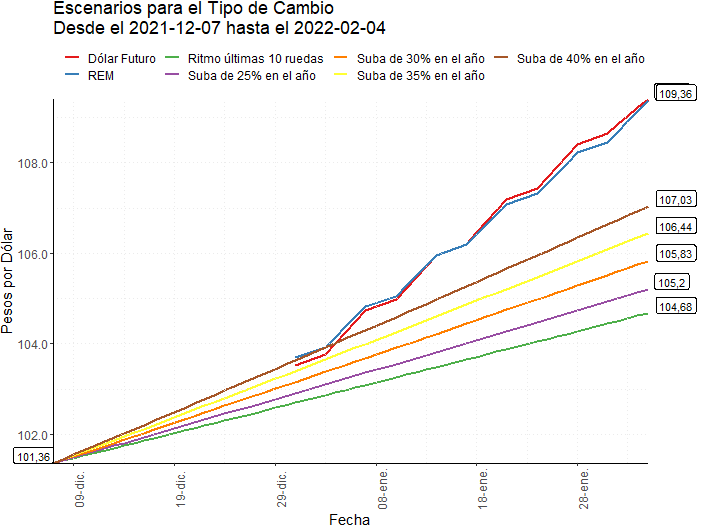 Escenarios para el Tipo de Cambio
Desde el 2021-12-07 hasta el 2022-02-04
Dólar Futuro
Ritmo últimas 10 ruedas
Suba de 30% en el año
Suba de 40% en el año
REM
Suba de 25% en el año
Suba de 35% en el año
109,36
108.0
107,03
106,44
106.0
105,83
105,2
104,68
104.0
102.0
101,36
Pesos por Dólar
09-dic.
19-dic.
29-dic.
08-ene.
18-ene.
28-ene.
Fecha